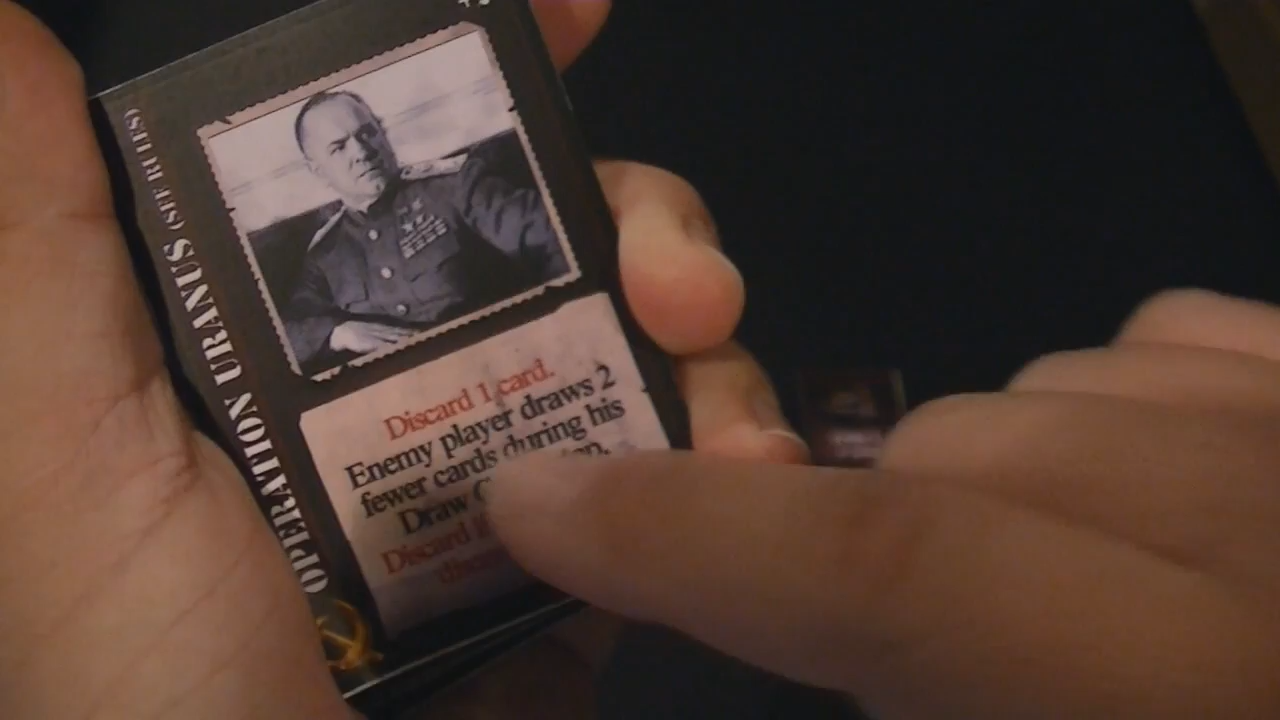 OPERATION URANUS (SEE RULES)
Discard 1 card.
Enemy player draws 2
fewer cards during his
Draw
Discard